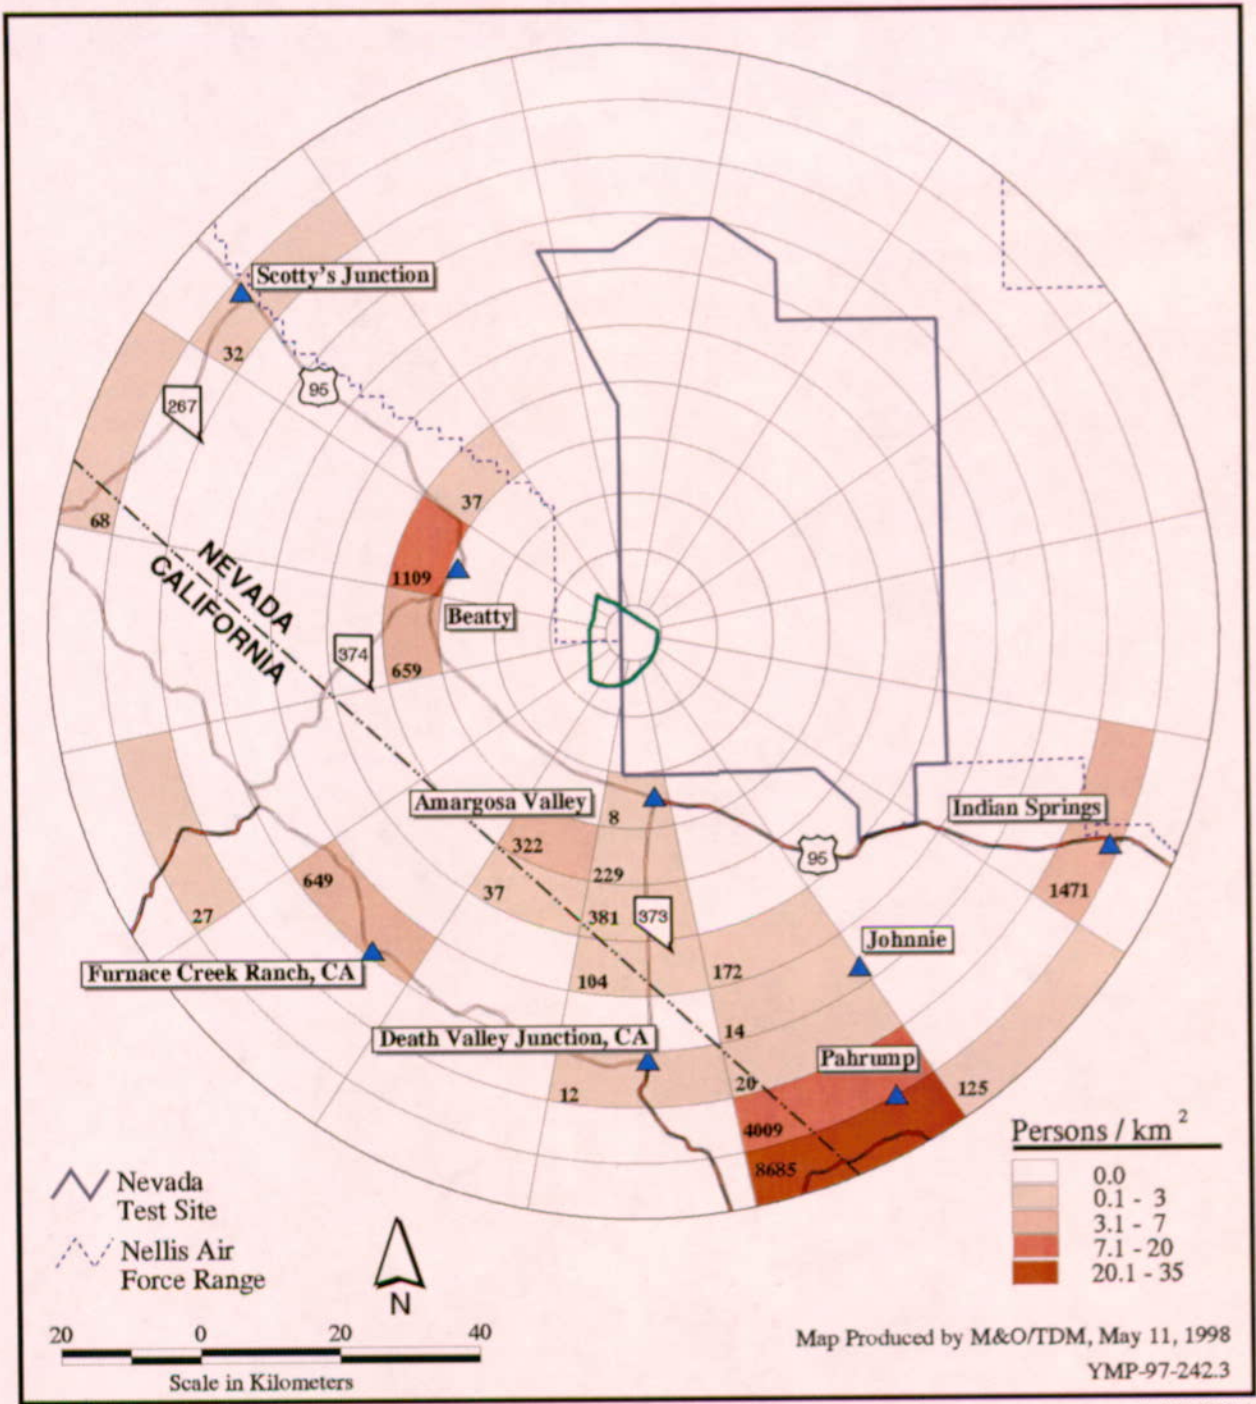 Scotty's Junction
32
95
267
68
37
1109
Beatty
NEVADA
CALIFORNIA
374
659
Amargosa Valley
8
Indian Springs
95
322
229
649
37
1471
381
373
27
Johnnie
Furnace Creek Ranch, CA
172
104
Death Valley Junction, CA
14
Pahrump
20
125
12
4009
8685
Persons / km 2
0.0
0.1 - 3
3.1 - 7
7.1 - 20
20.1 - 35
Nevada
Test Site
Nellis Air
Force Range
N
20 0 20 40
Scale in Kilometers
Map Produced by M&O/TDM, May 11, 1998
YMP-97-242.3